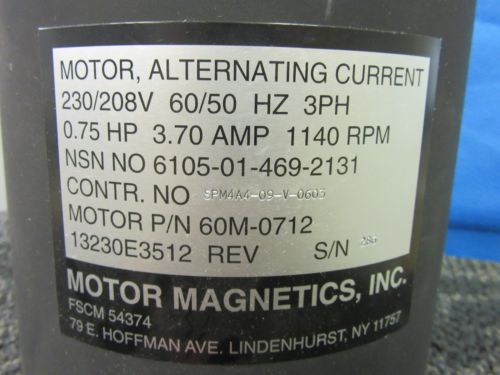 MOTOR, ALTERNATING CURRENT
230/208V 60/50 HZ 3PH
0.75 HP 3.70 AMP 1140 RPM
NSN NO 6105-01-469-2131
CONTR. NO SPM4A4-09-V-0605
MOTOR P/N 60M-0712
13230E3512 REV S/N 286
MOTOR MAGNETICS, INC.
FSCM 54374
79 E. HOFFMAN AVE. LINDENHURST, NY 11757